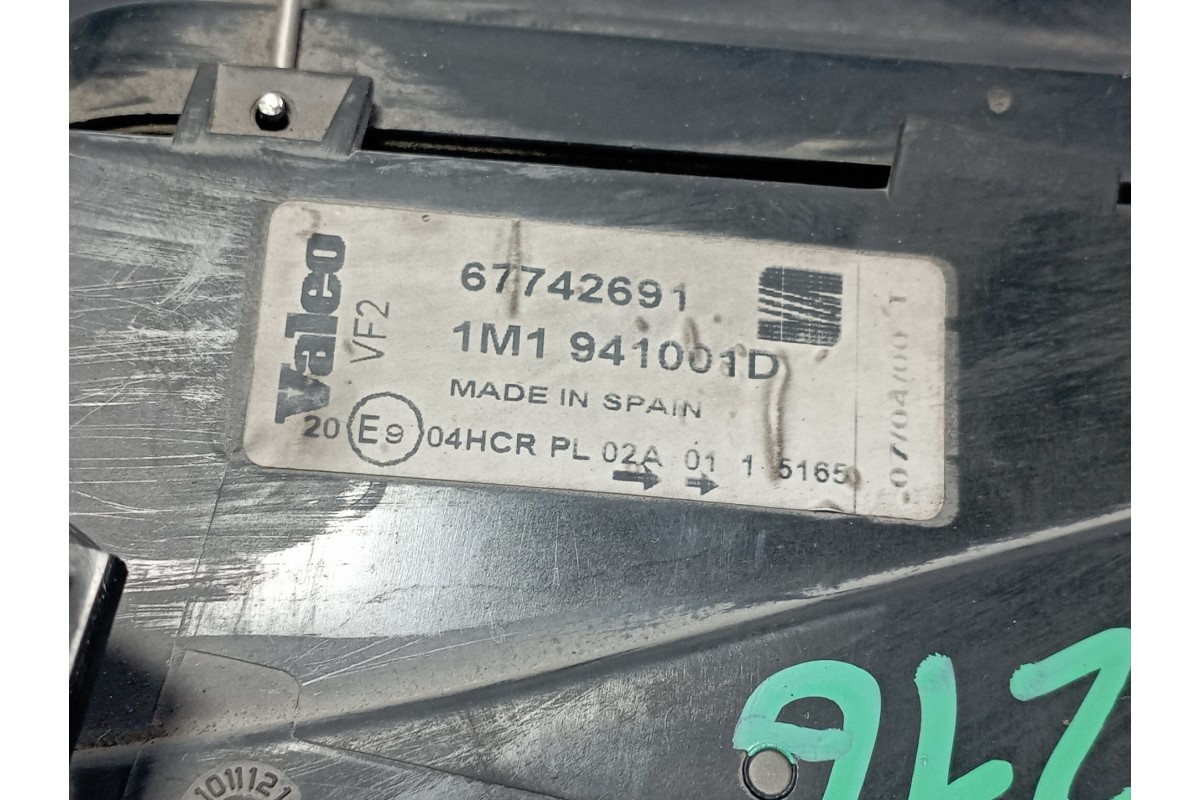 Valeo
VF2
67742691
1M1 941001D
MADE IN SPAIN
20 E9 04HCR PL 02A 01 1 5165
07/04/00 T
1011121